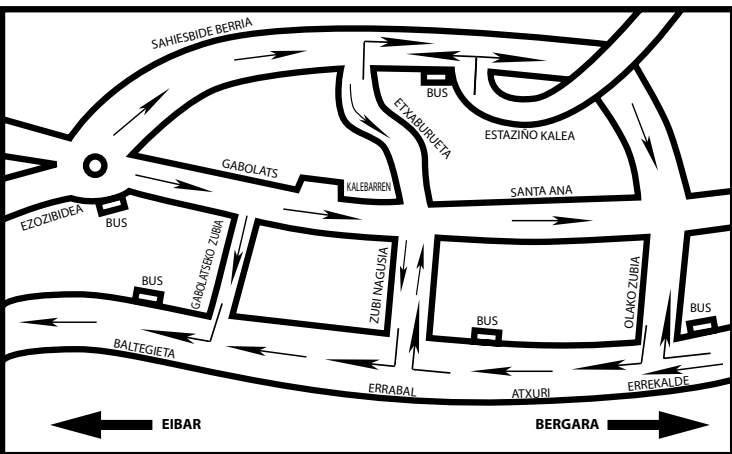 SAHIESBIDE BERRIA
BUS
ETXABURUETA
ESTAZIÑO KALEA
GABOLATS
KALEBARREN
SANTA ANA
EZOZIBIDEA
BUS
GABOLATSEKO ZUBIA
ZUBI NAGUSIA
OLAKO ZUBIA
BUS
BUS
BUS
BALTEGIETA
ERRABAL
ATXURI
ERREKALDE
EIBAR
BERGARA